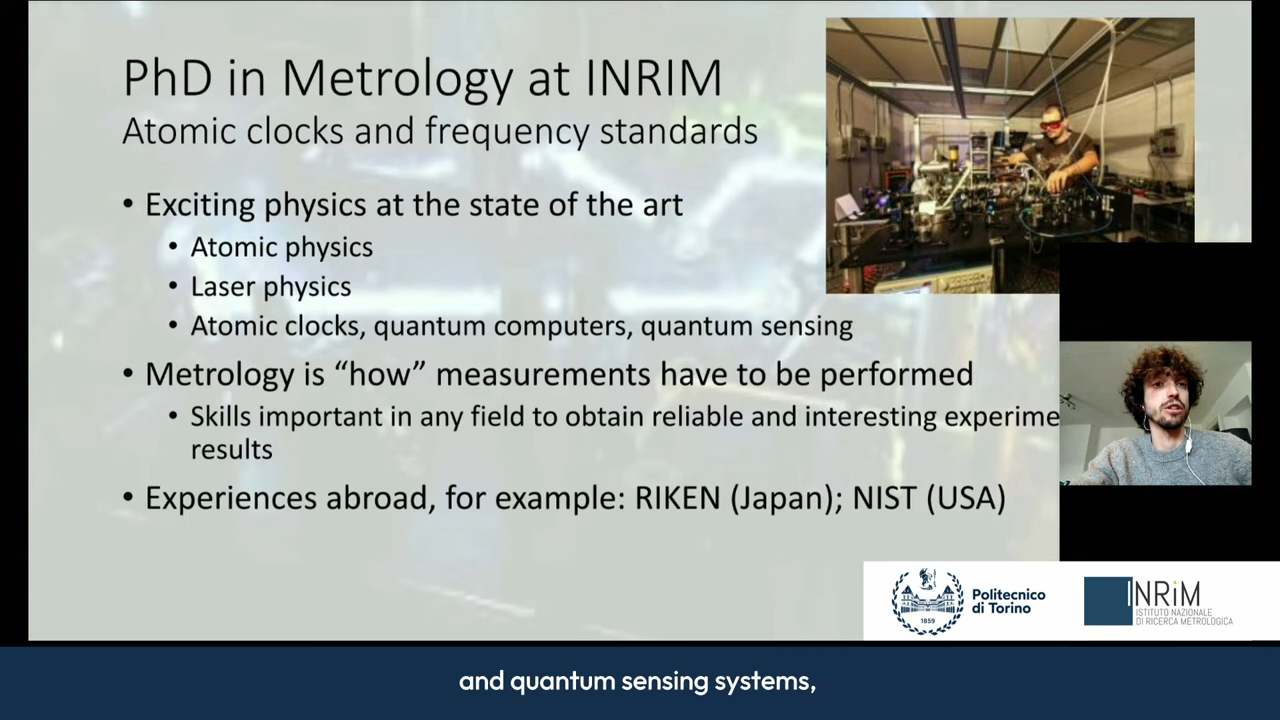 PhD in Metrology at INRIM
Atomic clocks and frequency standards
• Exciting physics at the state of the art
• Atomic physics
• Laser physics
• Atomic clocks, quantum computers, quantum sensing
• Metrology is “how” measurements have to be performed
• Skills important in any field to obtain reliable and interesting experime
results
• Experiences abroad, for example: RIKEN (Japan); NIST (USA)
1859
Politecnico
di Torino
INRiM
ISTITUTO NAZIONALE
DI RICERCA METROLOGICA
and quantum sensing systems,